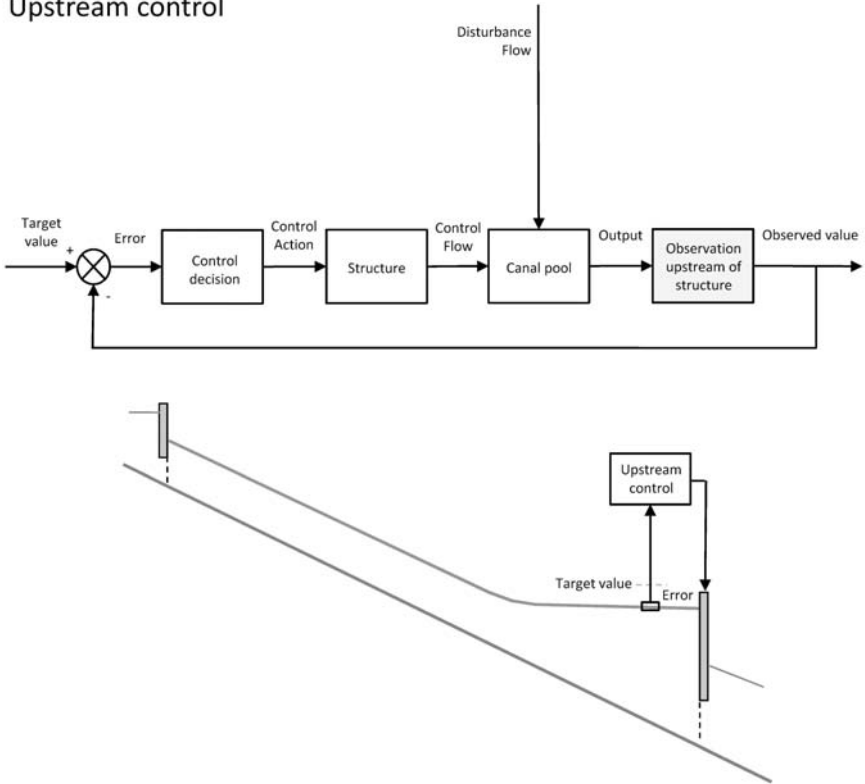 Upstream control
Disturbance
Flow
Target
value
+
Error
Control
decision
Control
Action
Structure
Control
Flow
Canal pool
Output
Observation
upstream of
structure
Observed value
-
Upstream
control
Target value
Error